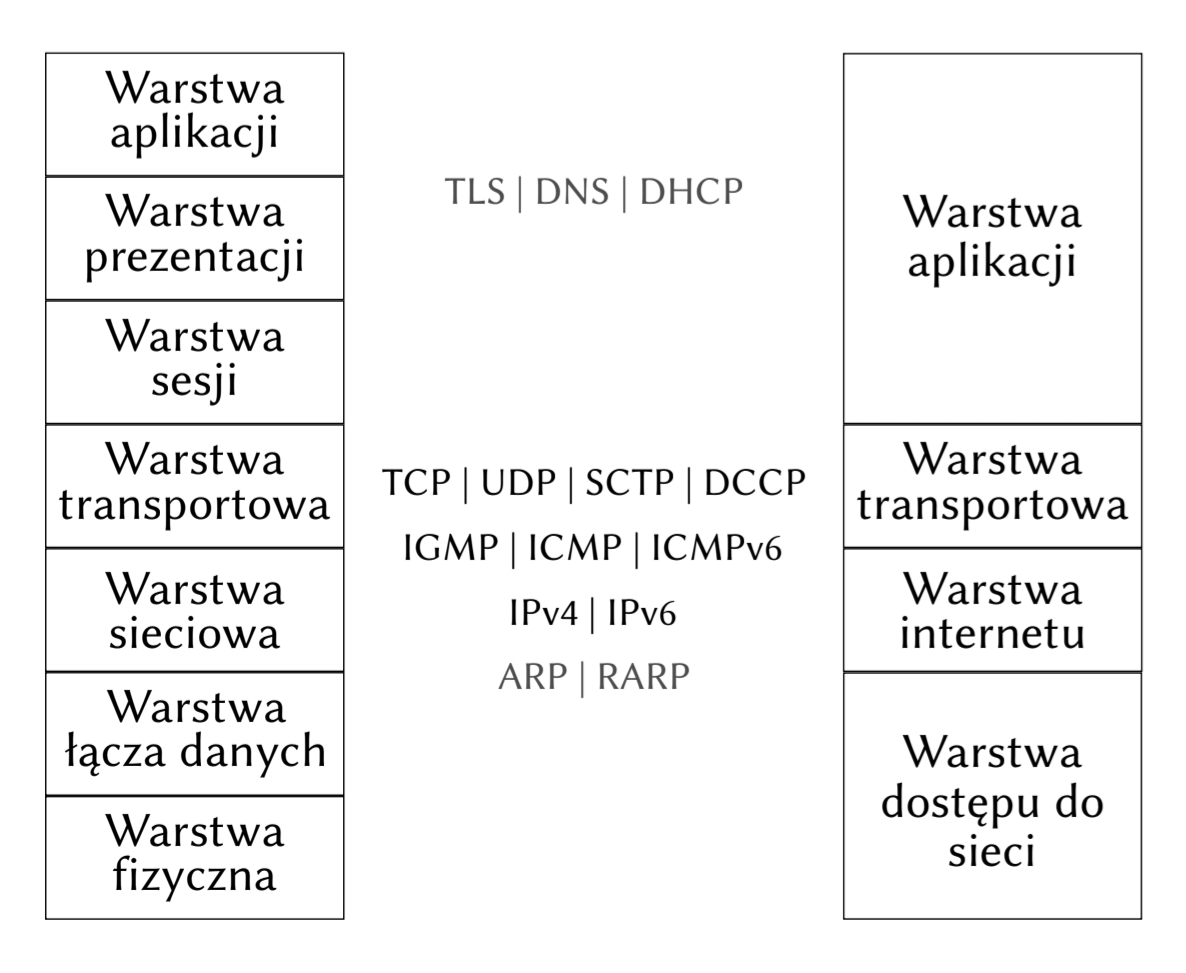 Warstwa
aplikacji
Warstwa
prezentacji
Warstwa
sesji
Warstwa
transportowa
Warstwa
sieciowa
Warstwa
łącza danych
Warstwa
fizyczna
TLS | DNS | DHCP
TCP | UDP | SCTP | DCCP
IGMP | ICMP | ICMPv6
IPv4 | IPv6
ARP | RARP
Warstwa
aplikacji
Warstwa
transportowa
Warstwa
internetu
Warstwa
dostępu do
sieci